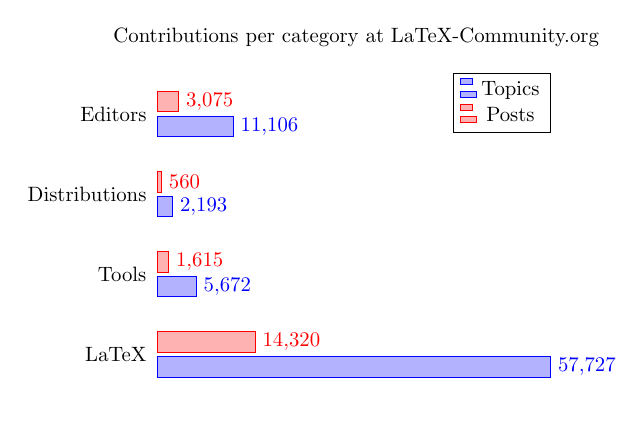 Contributions per category at LaTeX-Community.org
Topics
Posts
Editors
3,075
11,106
Distributions
560
2,193
Tools
1,615
5,672
LaTeX
14,320
57,727